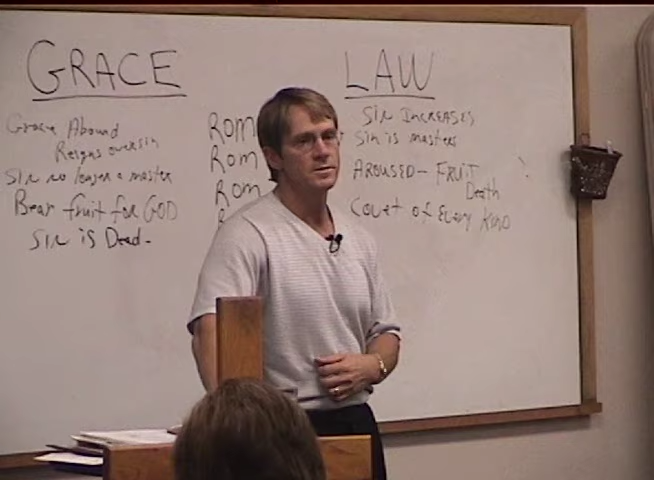 GRACE
LAW
Grace Abound
Reigns over sin
Sin no longer a master
Bear fruit for GOD
Sin is Dead-
ROM
ROM
ROM
Sin INCREASES
Sin is masters
AROUSED - FRUIT
Death
Covet of Every Kind